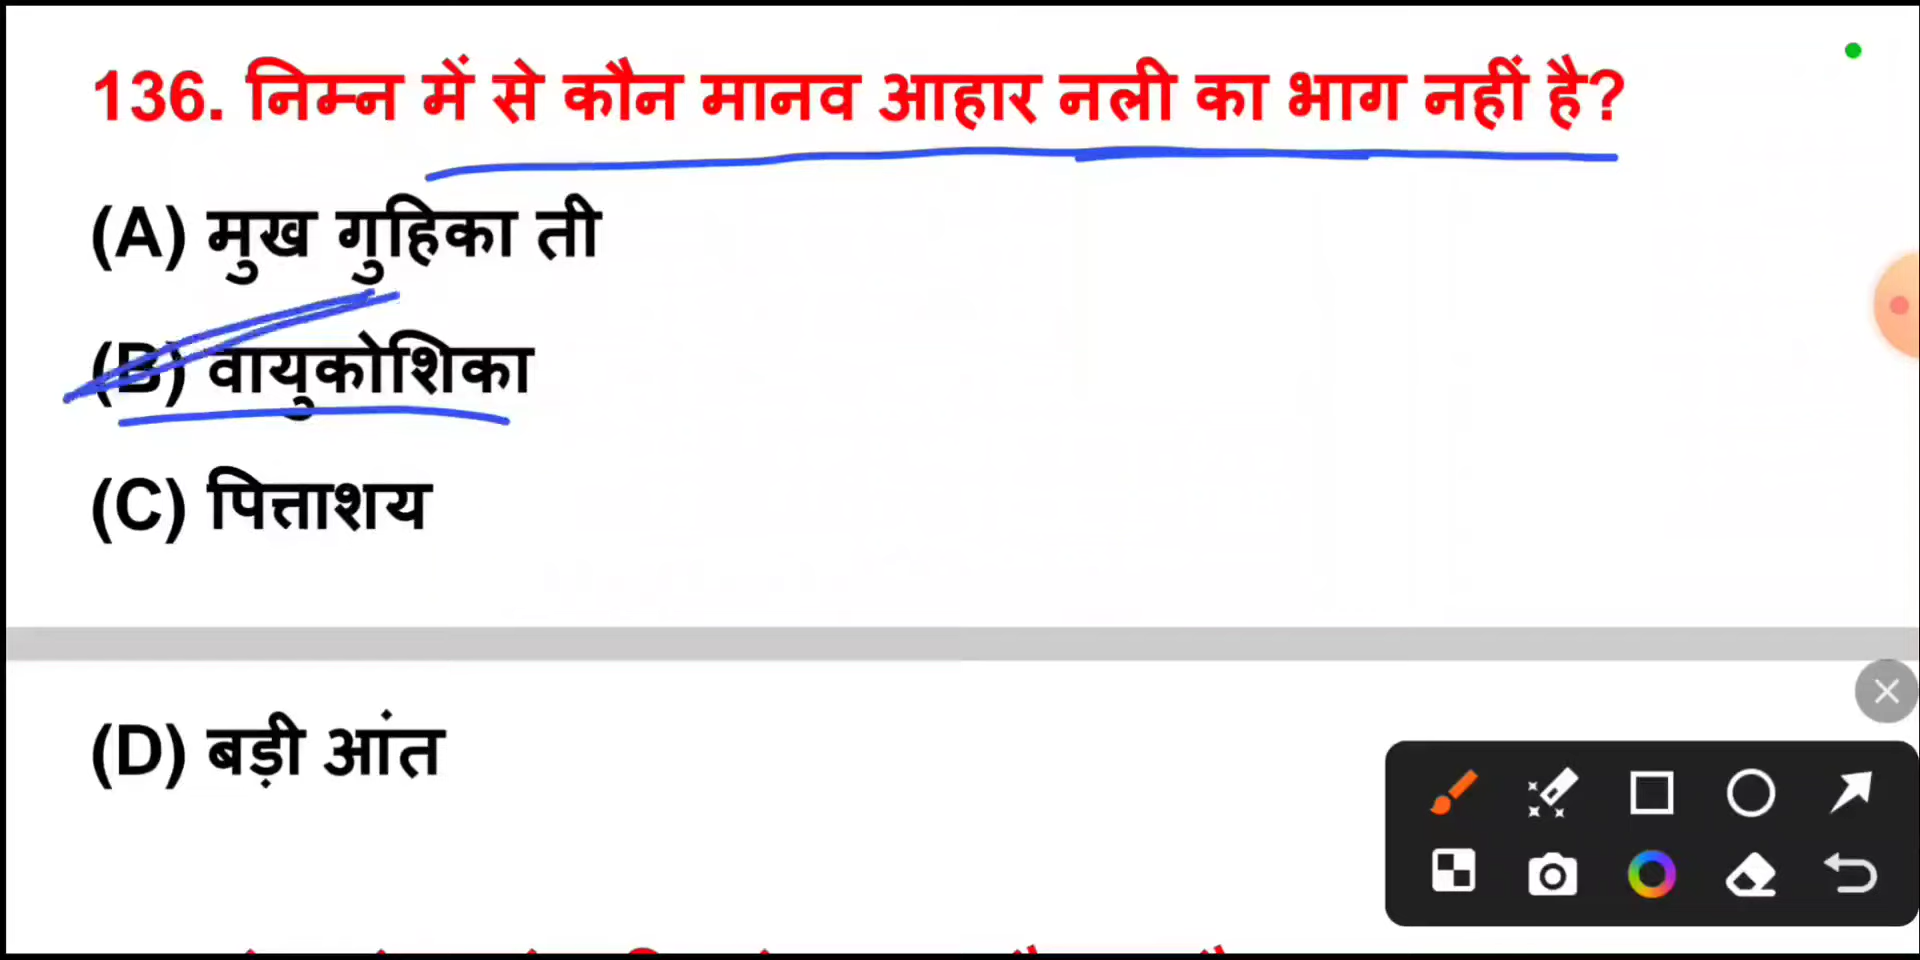 136. निम्न में से कौन मानव आहार नली का भाग नहीं है?
(A) मुख गुहिका ती
(B) वायुकोशिका
(C) पित्ताशय
(D) बड़ी आंत